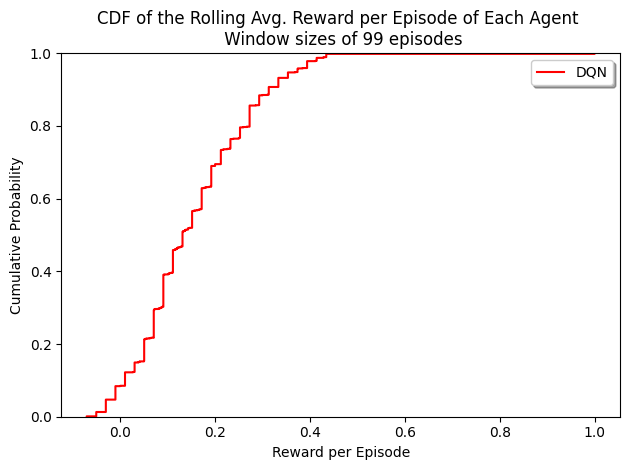 CDF of the Rolling Avg. Reward per Episode of Each Agent
Window sizes of 99 episodes
DQN
1.0
0.8
0.6
0.4
0.2
0.0
Cumulative Probability
0.0 0.2 0.4 0.6 0.8 1.0
Reward per Episode